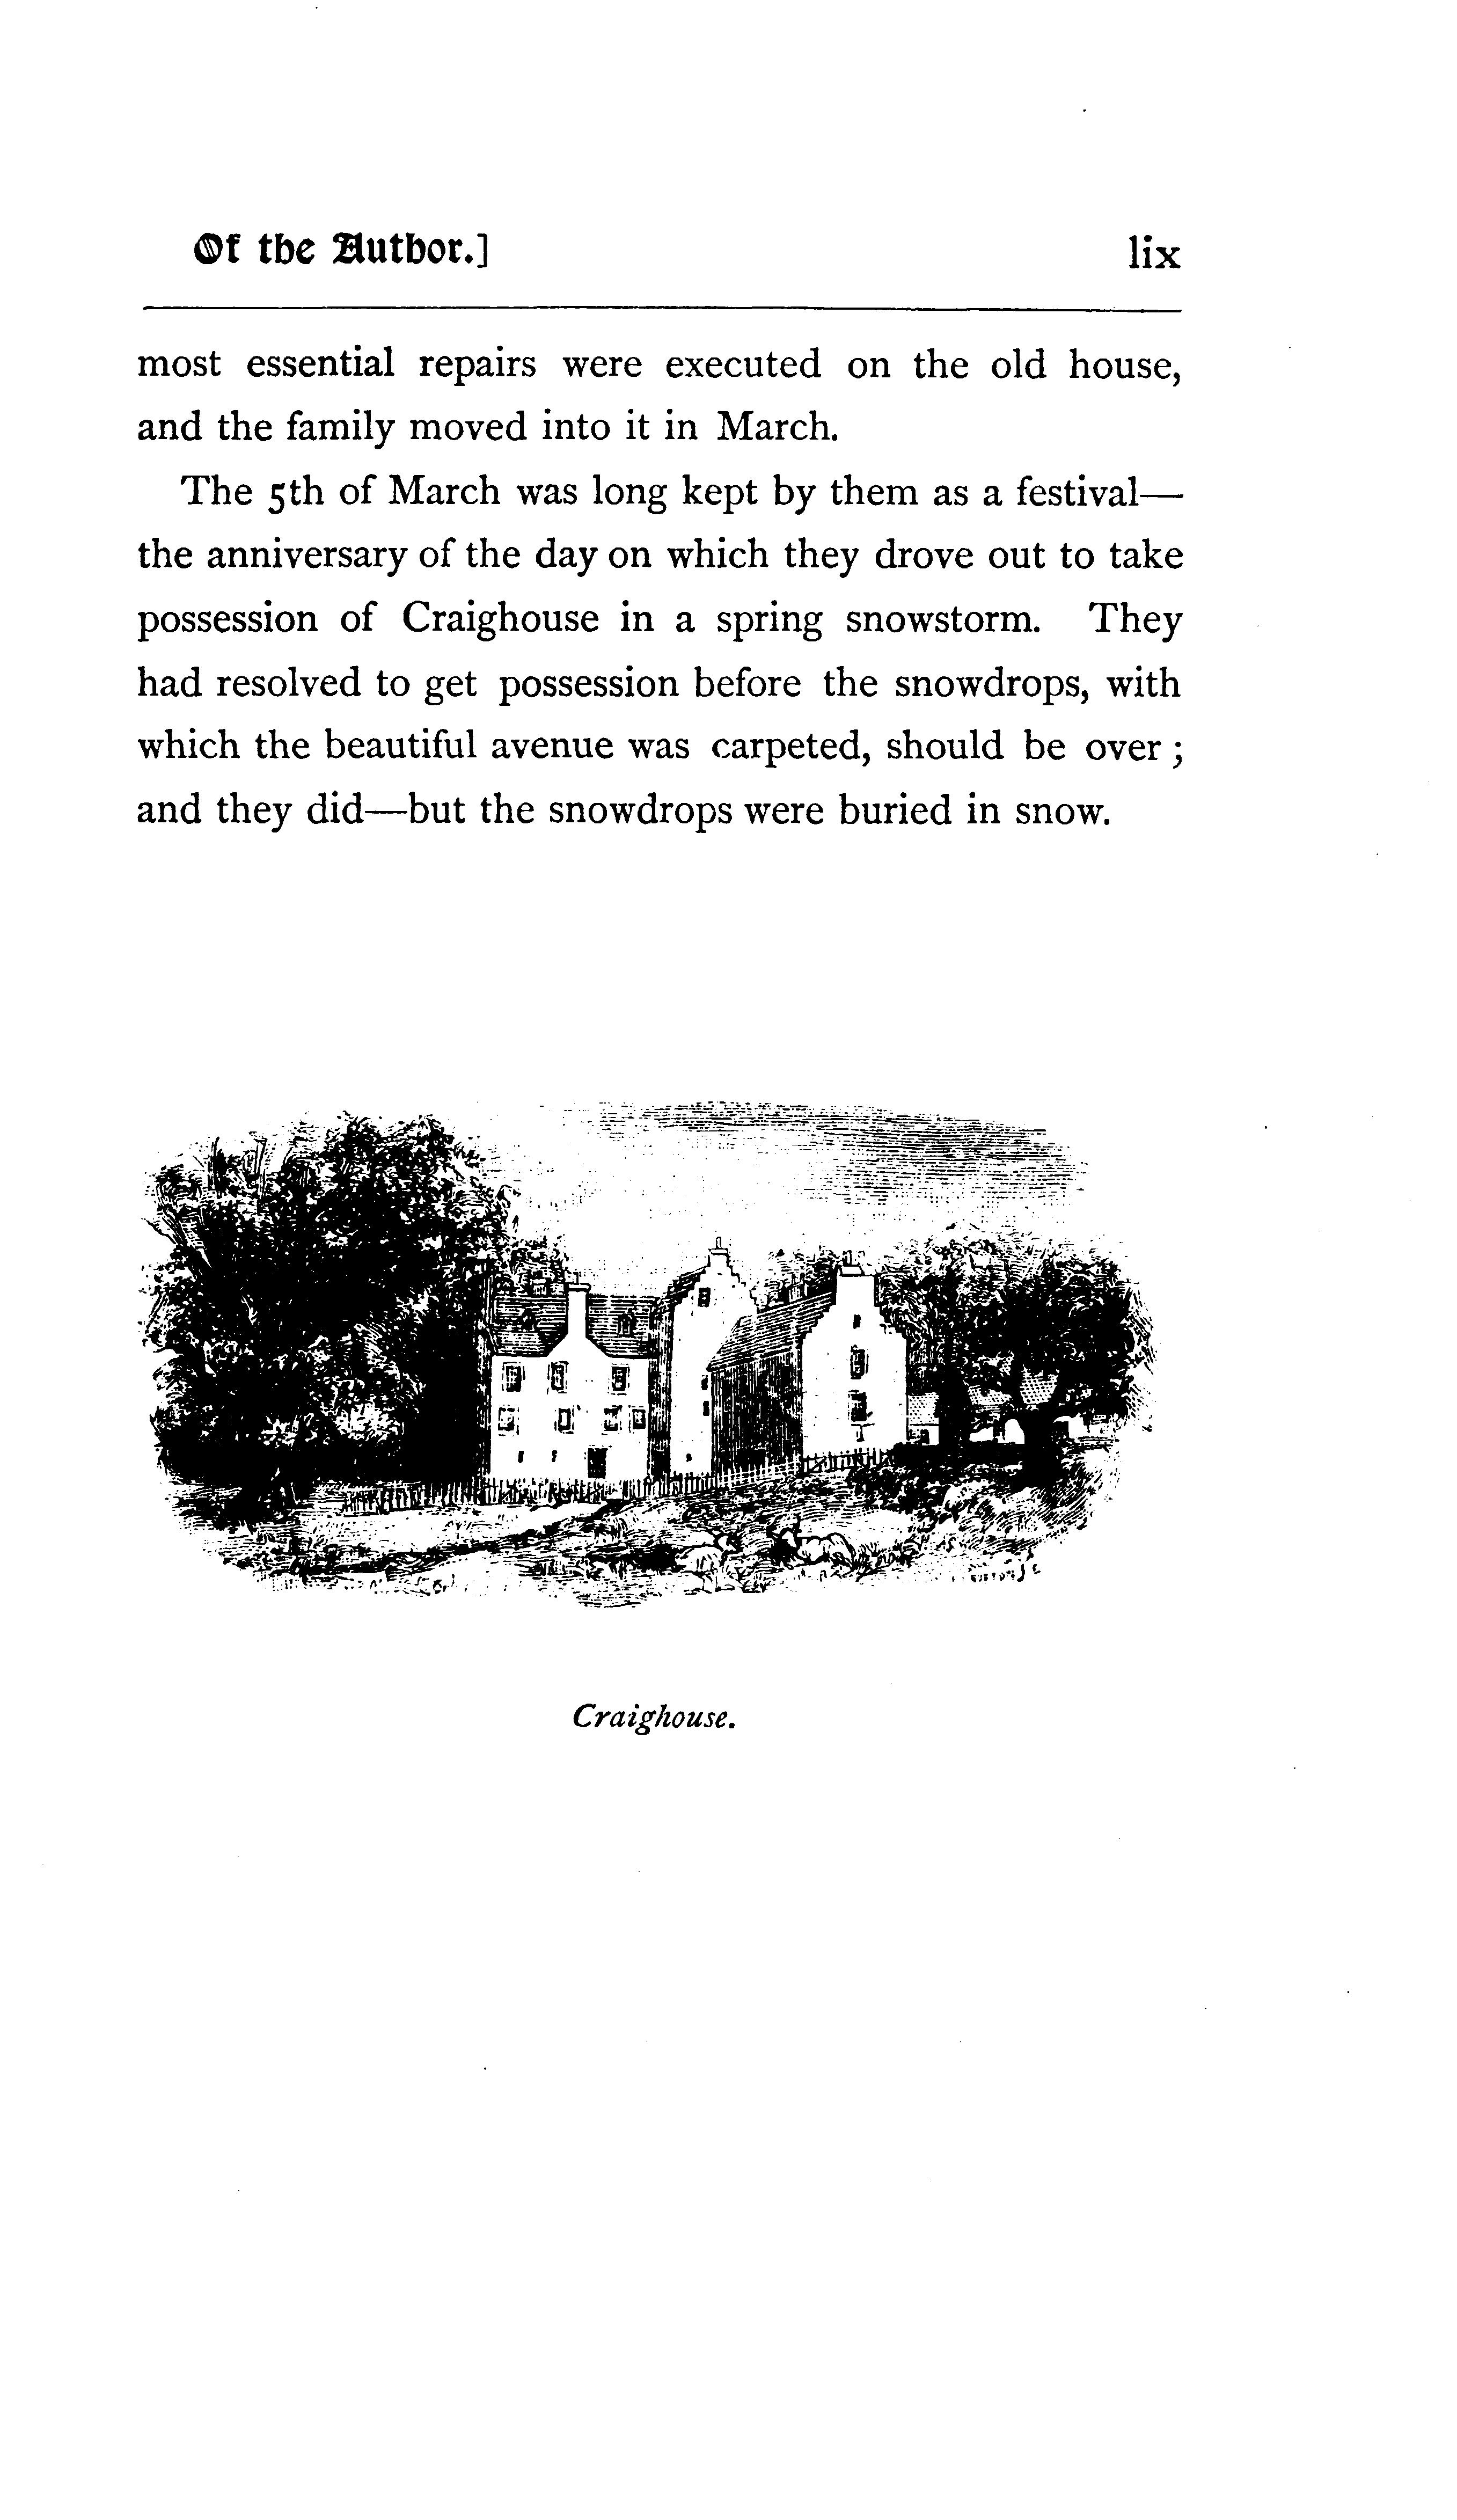 Of the Author.]
lix
most essential repairs were executed on the old house,
and the family moved into it in March.
The 5th of March was long kept by them as a festival—
the anniversary of the day on which they drove out to take
possession of Craighouse in a spring snowstorm. They
had resolved to get possession before the snowdrops, with
which the beautiful avenue was carpeted, should be over ;
and they did—but the snowdrops were buried in snow.
Craighouse.